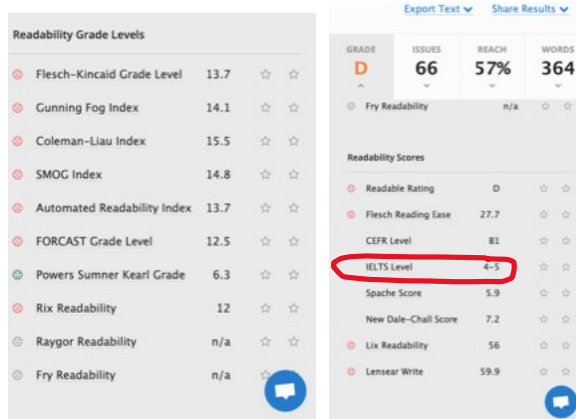 Readability Grade Levels
Flesch-Kincaid Grade Level 13.7
Gunning Fog Index 14.1
Coleman-Liau Index 15.5
SMOG Index 14.8
Automated Readability Index 13.7
FORCAST Grade Level 12.5
Powers Sumner Kearl Grade 6.3
Rix Readability 12
Raygor Readability n/a
Fry Readability n/a
Export Text Share Results
GRADE ISSUES REACH WORDS
D 66 57% 364
Fry Readability n/a
Readability Scores
Readable Rating D
Flesch Reading Ease 27.7
CEFR Level B1
IELTS Level 4-5
Spache Score 5.9
New Dale-Chall Score 7.2
Lix Readability 56
Lensear Write 59.9